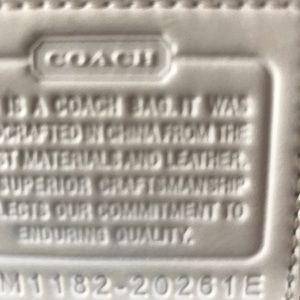 COACH
IS A COACH BAG. IT WAS
DCRAFTED IN CHINA FROM THE
ST MATERIALS AND LEATHER.
SUPERIOR CRAFTSMANSHIP
LECTS OUR COMMITMENT TO
ENDURING QUALITY.
M1182-20261E